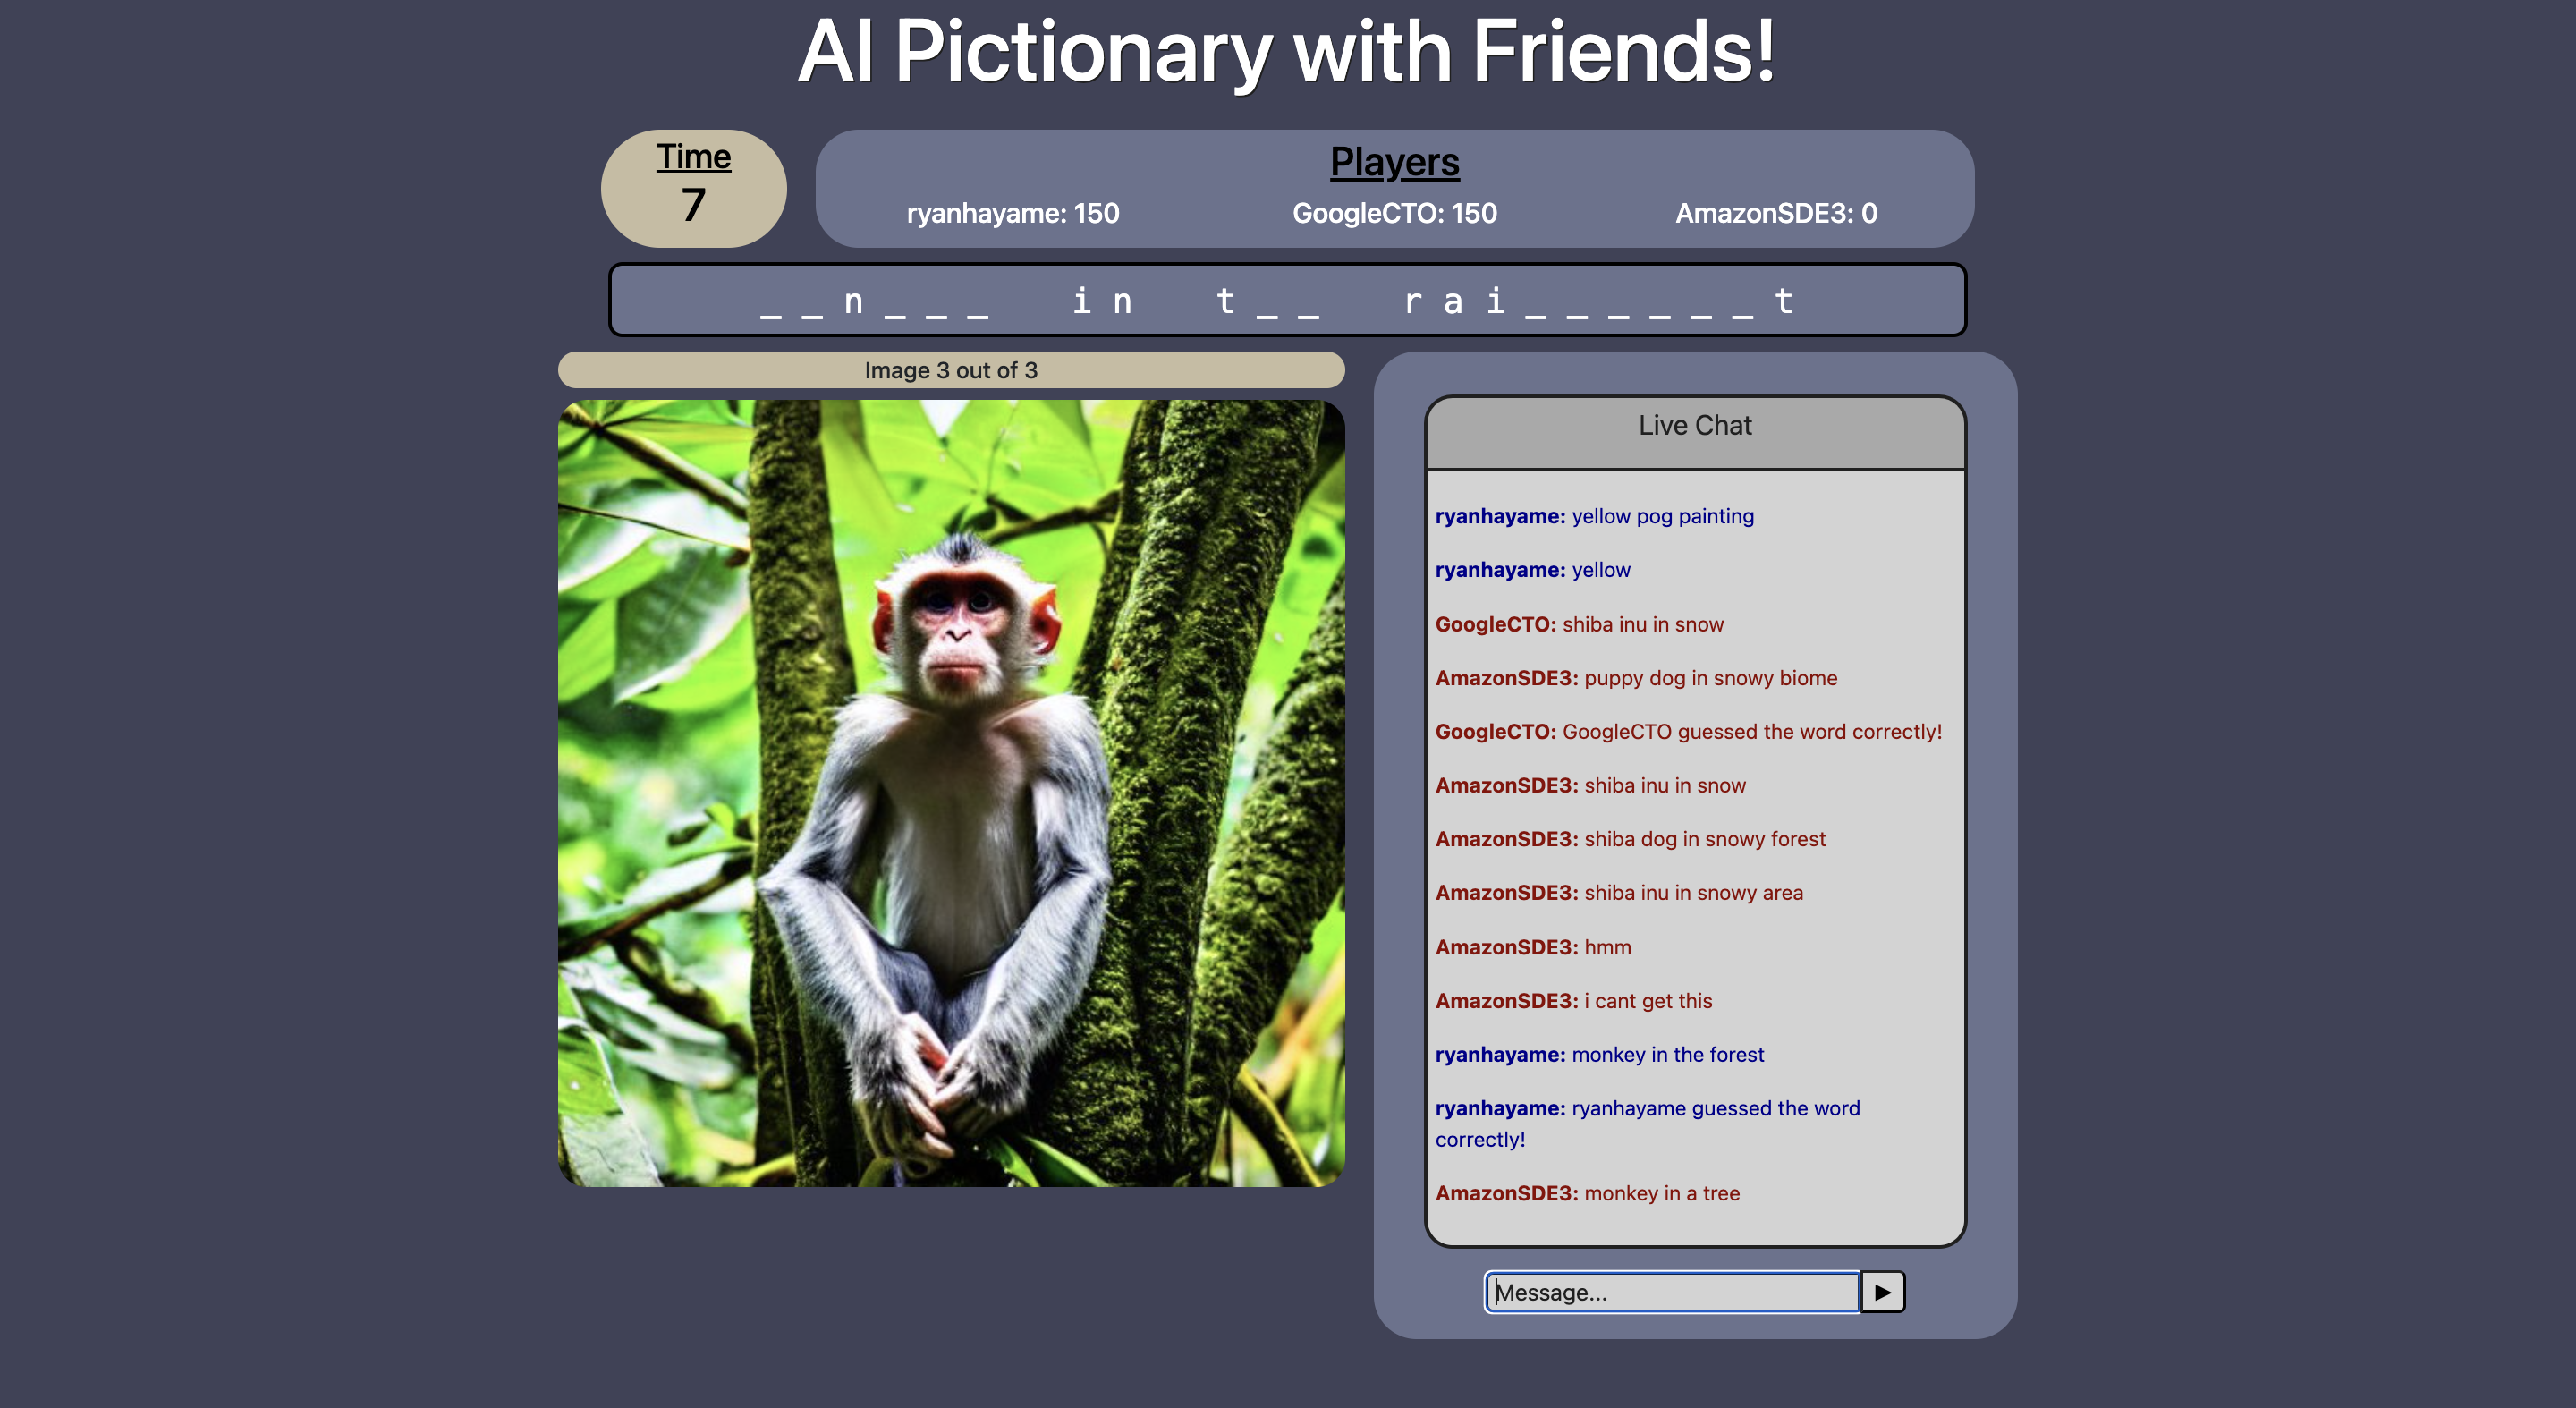 AI Pictionary with Friends!
Time
7
Players
ryanhayame: 150 GoogleCTO: 150 AmazonSDE3: 0
_ _ n _ _ _ i n t _ _ r a i _ _ _ _ _ _ t
Image 3 out of 3
Live Chat
ryanhayame: yellow pog painting
ryanhayame: yellow
GoogleCTO: shiba inu in snow
AmazonSDE3: puppy dog in snowy biome
GoogleCTO: GoogleCTO guessed the word correctly!
AmazonSDE3: shiba inu in snow
AmazonSDE3: shiba dog in snowy forest
AmazonSDE3: shiba inu in snowy area
AmazonSDE3: hmm
AmazonSDE3: i cant get this
ryanhayame: monkey in the forest
ryanhayame: ryanhayame guessed the word
correctly!
AmazonSDE3: monkey in a tree
Message...